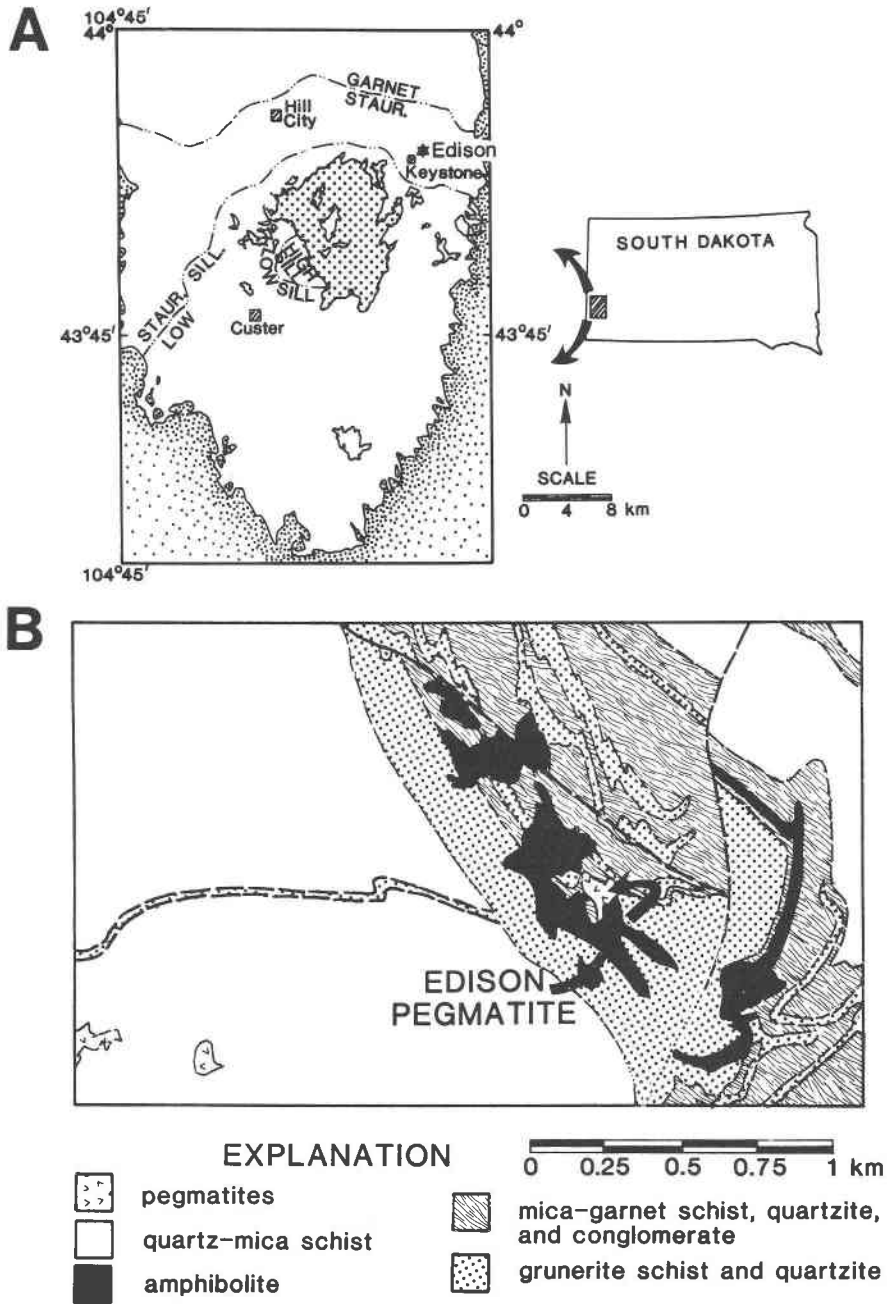 A
104°45′
44°
44°
GARNET
STAUR.
Hill
City
Edison
Keystone
HIGH
SILL
LOW SILL
STAUR. SILL.
LOW
Custer
43°45′
43°45′
104°45′
SOUTH DAKOTA
N
SCALE
0 4 8 km
B
EDISON
PEGMATITE
EXPLANATION
0 0.25 0.5 0.75 1 km
pegmatites
quartz-mica schist
amphibolite
mica-garnet schist, quartzite,
and conglomerate
grunerite schist and quartzite